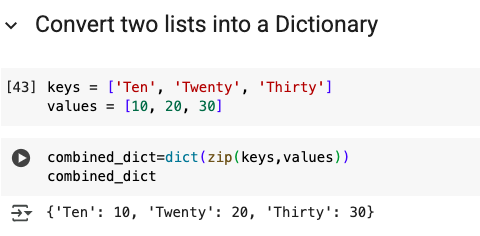 Convert two lists into a Dictionary
[43] keys = ['Ten', 'Twenty', 'Thirty']
values = [10, 20, 30]
combined_dict=dict(zip(keys,values))
combined_dict
{'Ten': 10, 'Twenty': 20, 'Thirty': 30}